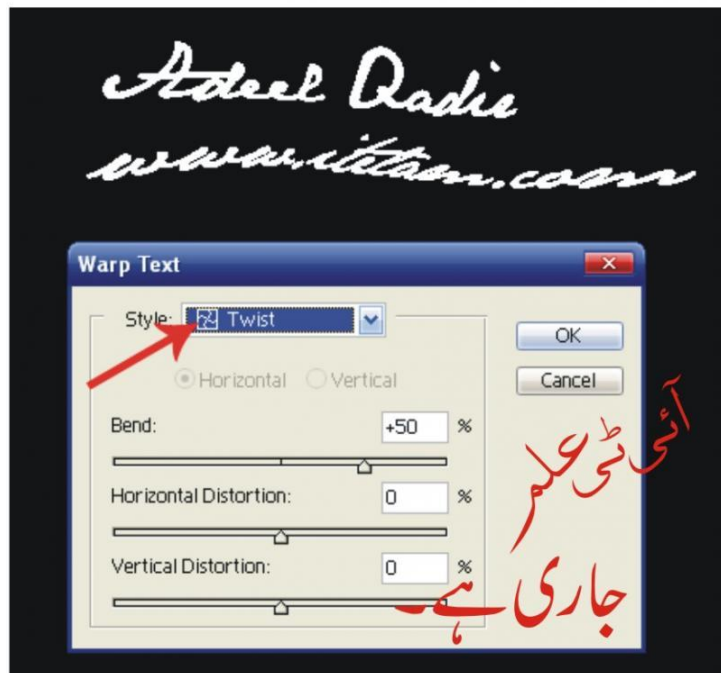 Adeel Qadir
www.ititaem.com
Warp Text
Style: Twist
OK
Horizontal Vertical
Cancel
Bend: +50 %
آئی ٹی علم
Horizontal Distortion: 0 %
Vertical Distortion: 0 %
جاری ہے۔